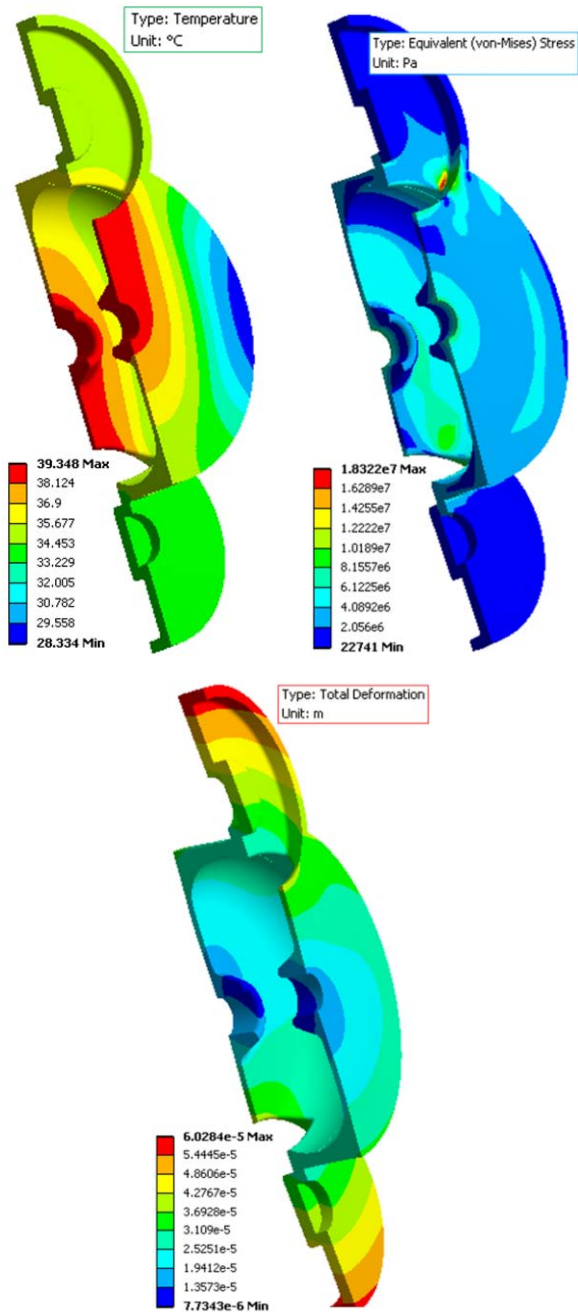 Type: Temperature
Unit: °C
39.348 Max
38.124
36.9
35.677
34.453
33.229
32.005
30.782
29.558
28.334 Min
Type: Equivalent (von-Mises) Stress
Unit: Pa
1.8322e7 Max
1.6289e7
1.4255e7
1.2222e7
1.0189e7
8.1557e6
6.1225e6
4.0892e6
2.056e6
22741 Min
Type: Total Deformation
Unit: m
6.0284e-5 Max
5.4445e-5
4.8606e-5
4.2767e-5
3.6928e-5
3.109e-5
2.5251e-5
1.9412e-5
1.3573e-5
7.7343e-6 Min